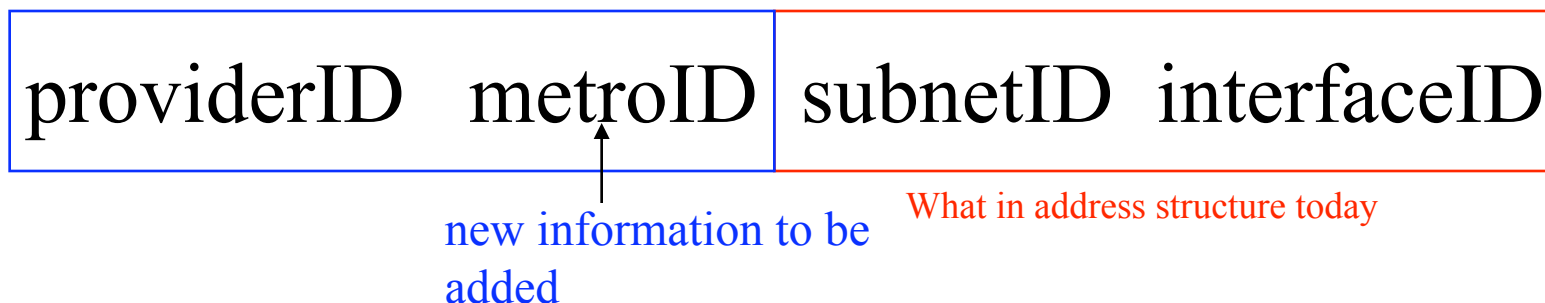 providerID metroID subnetID interfaceID
What in address structure today
new information to be
added